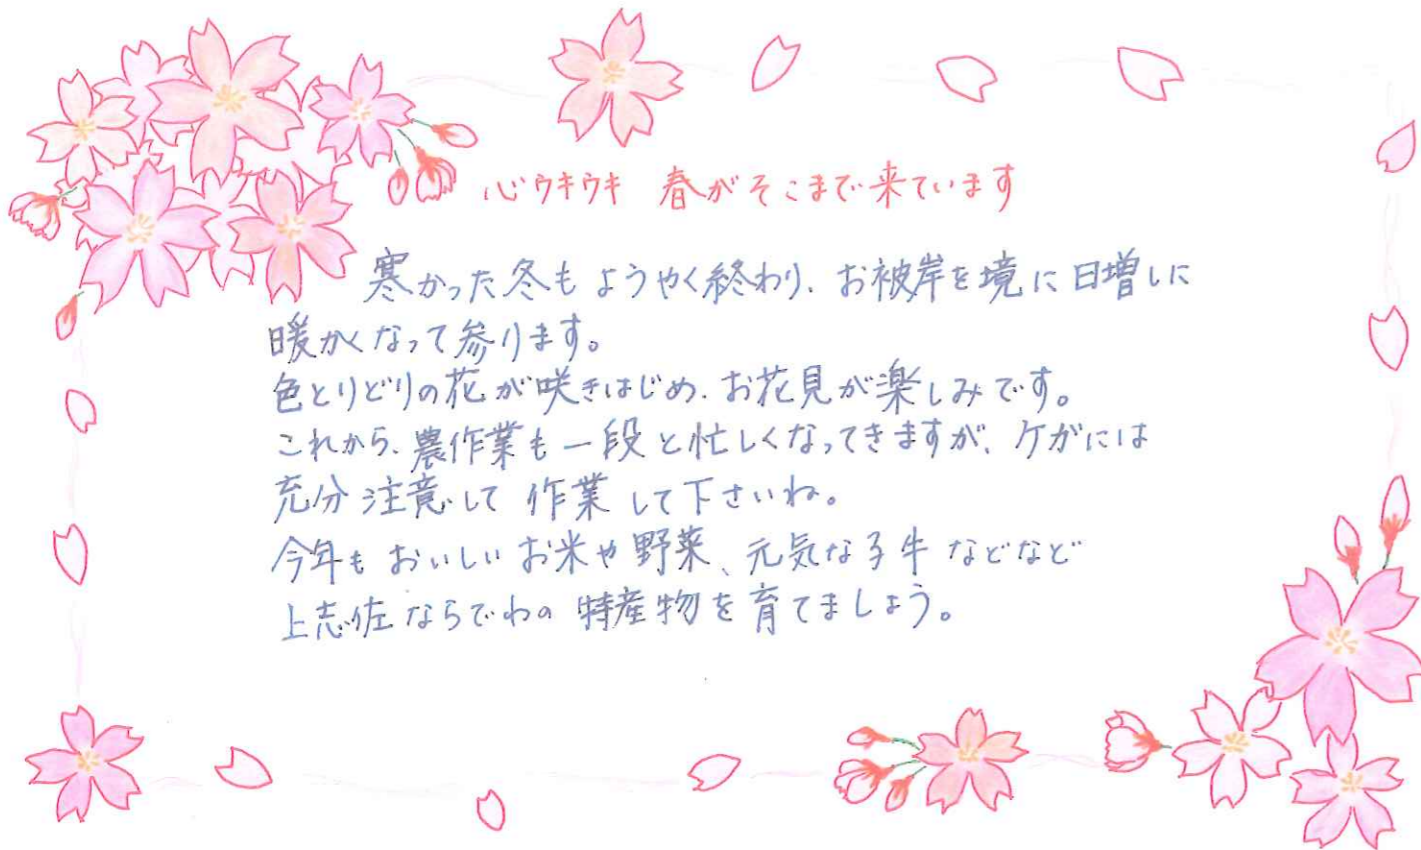 心ウキウキ 春がそこまで来ています
寒かった冬もようやく終わり、お彼岸を境に日増しに
暖かくなって参ります。
色とりどりの花が咲きはじめ、お花見が楽しみです。
これから、農作業も一段と忙しくなってきますが、ケガには
充分注意して作業して下さいね。
今年もおいしいお米や野菜、元気な子牛などなど
上志佐ならでわの特産物を育てましょう。